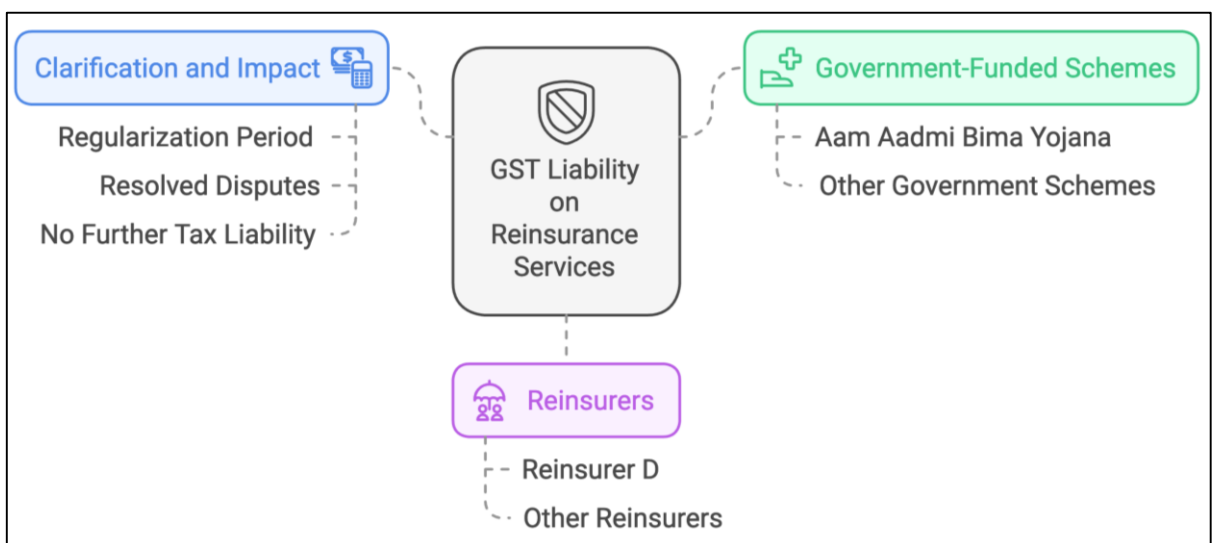 Clarification and Impact
Regularization Period
Resolved Disputes
No Further Tax Liability
GST Liability
on
Reinsurance
Services
Government-Funded Schemes
Aam Aadmi Bima Yojana
Other Government Schemes
Reinsurers
Reinsurer D
Other Reinsurers